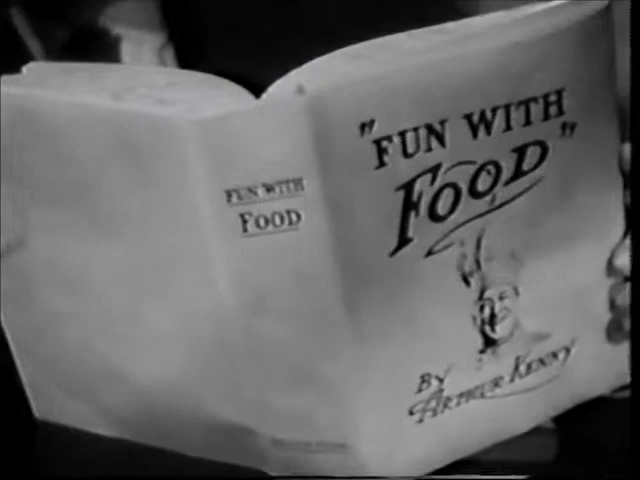 FUN WITH
FOOD
"FUN WITH
FOOD"
BY
ARTHUR KENNY